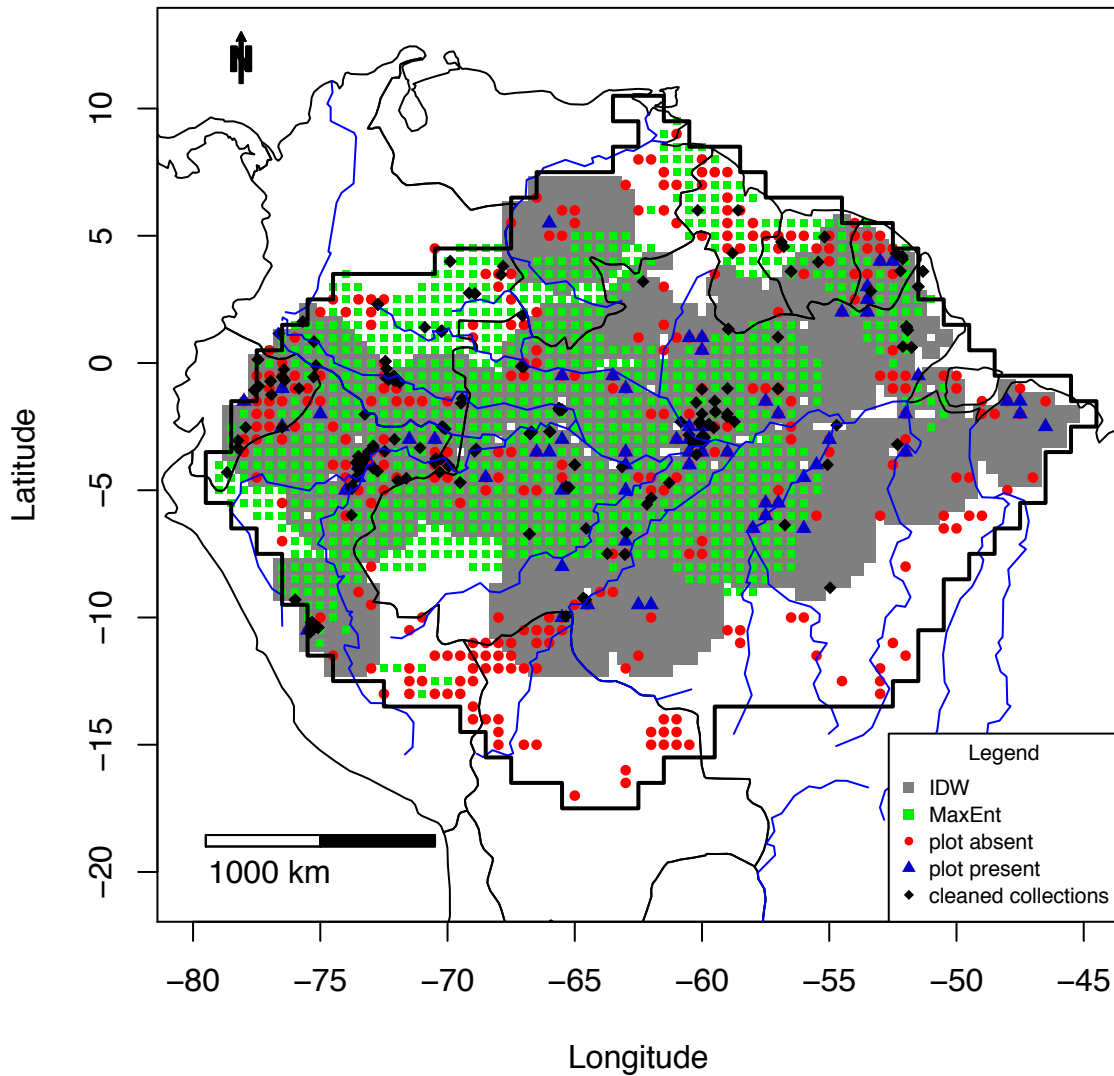 N
10
5
0
−5
−10
−15
−20
Latitude
1000 km
Legend
IDW
MaxEnt
plot absent
plot present
cleaned collections
−80 −75 −70 −65 −60 −55 −50 −45
Longitude